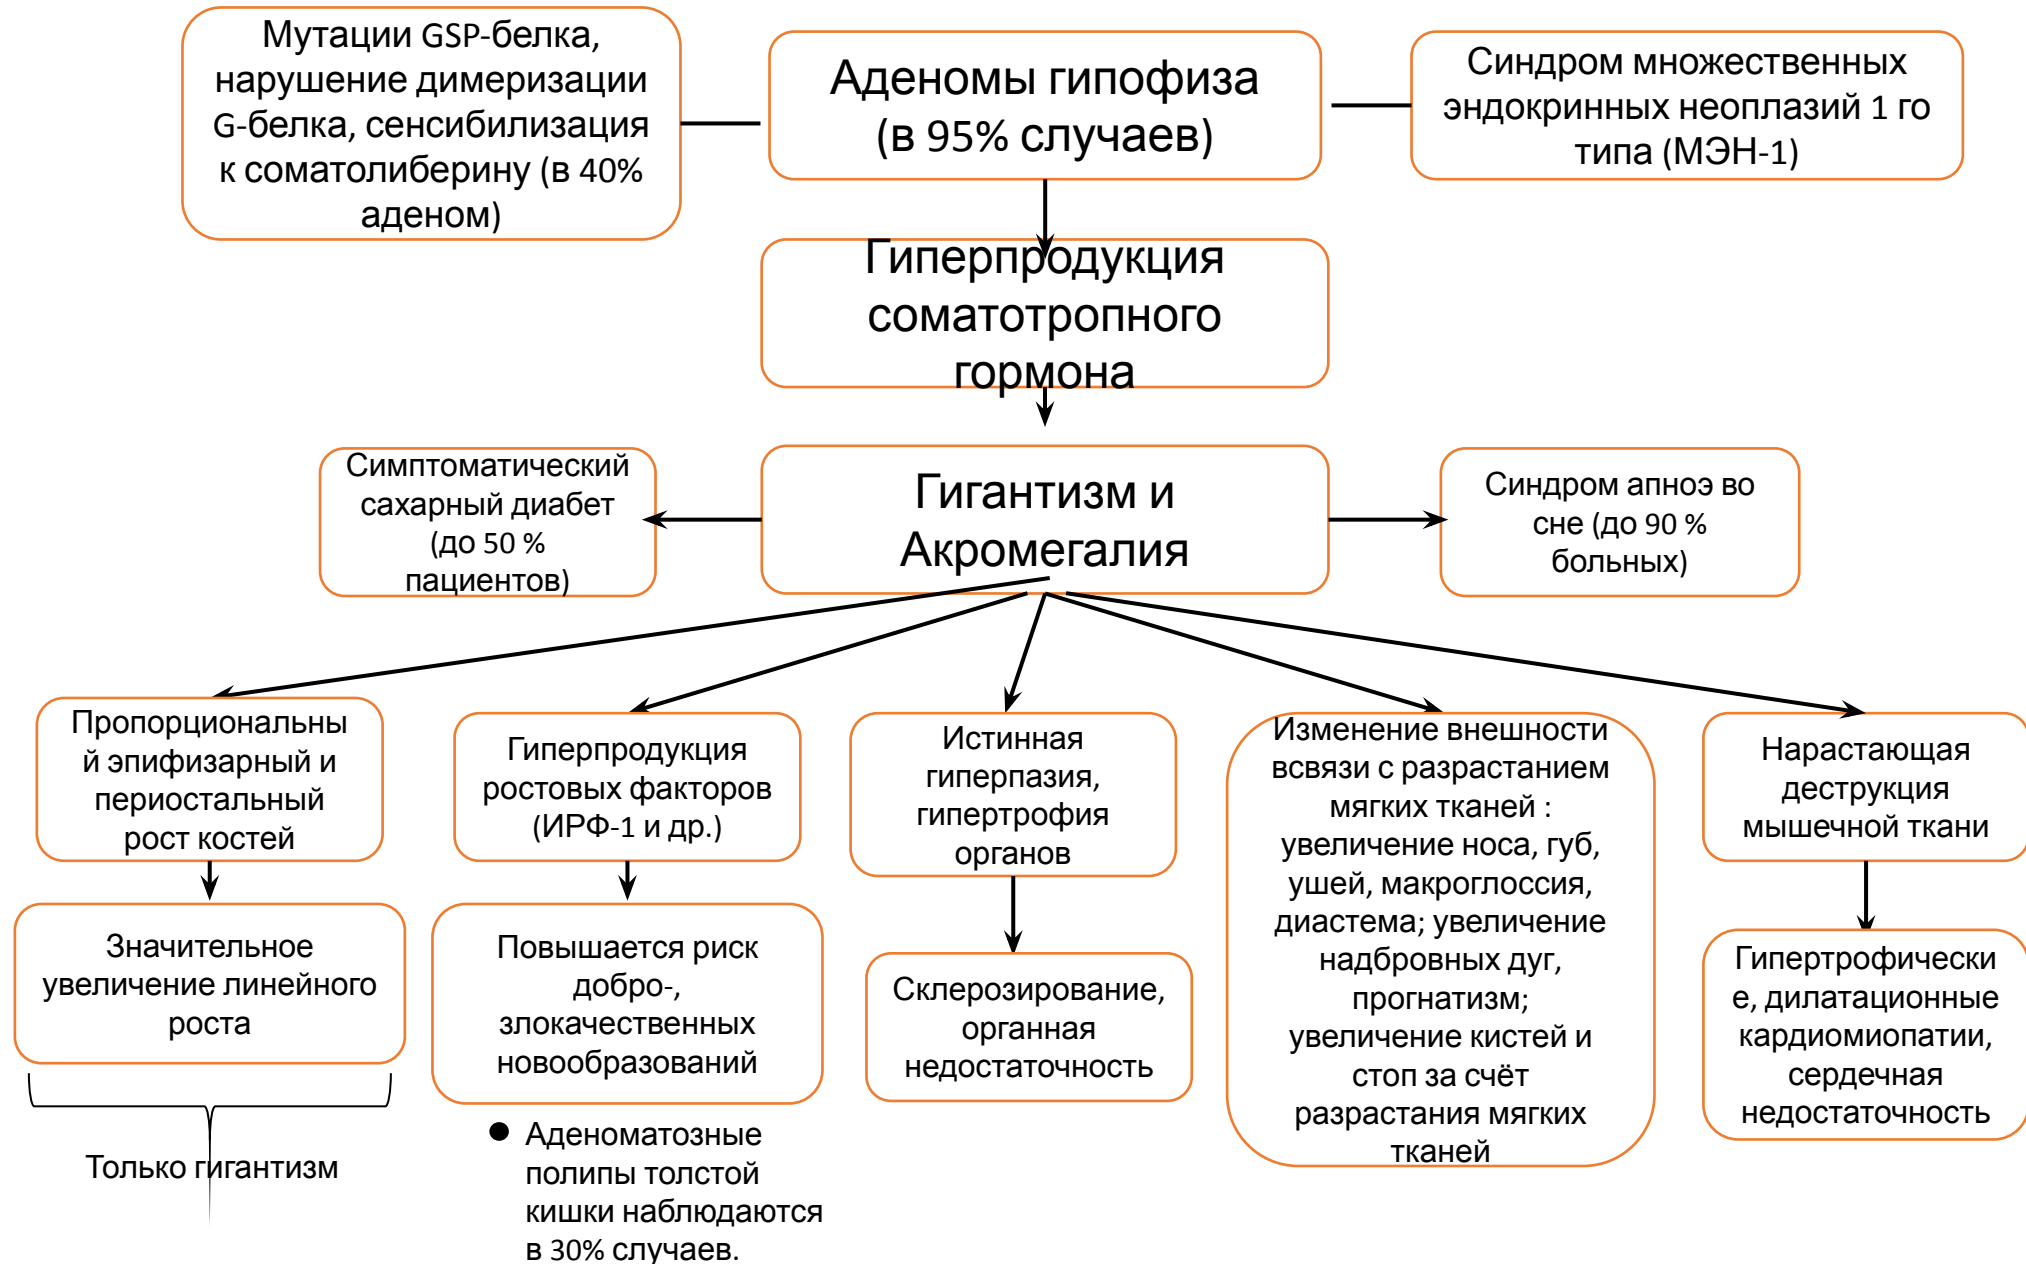 Мутации GSP-белка,
нарушение димеризации
G-белка, сенсибилизация
к соматолиберину (в 40%
аденом)
Аденомы гипофиза
(в 95% случаев)
Синдром множественных
эндокринных неоплазий 1 го
типа (МЭН-1)
Гиперпродукция
соматотропного
гормона
Симптоматический
сахарный диабет
(до 50 %
пациентов)
Гигантизм и
Акромегалия
Синдром апноэ во
сне (до 90 %
больных)
Пропорциональны
й эпифизарный и
периостальный
рост костей
Гиперпродукция
ростовых факторов
(ИРФ-1 и др.)
Истинная
гиперпазия,
гипертрофия
органов
Изменение внешности
всвязи с разрастанием
мягких тканей :
увеличение носа, губ,
ушей, макроглоссия,
диастема; увеличение
надбровных дуг,
прогнатизм;
увеличение кистей и
стоп за счёт
разрастания мягких
тканей
Нарастающая
деструкция
мышечной ткани
Значительное
увеличение линейного
роста
Повышается риск
добро-,
злокачественных
новообразований
Склерозирование,
органная
недостаточность
Гипертрофически
е, дилатационные
кардиомиопатии,
сердечная
недостаточность
Только гигантизм
● Аденоматозные
полипы толстой
кишки наблюдаются
в 30% случаев.